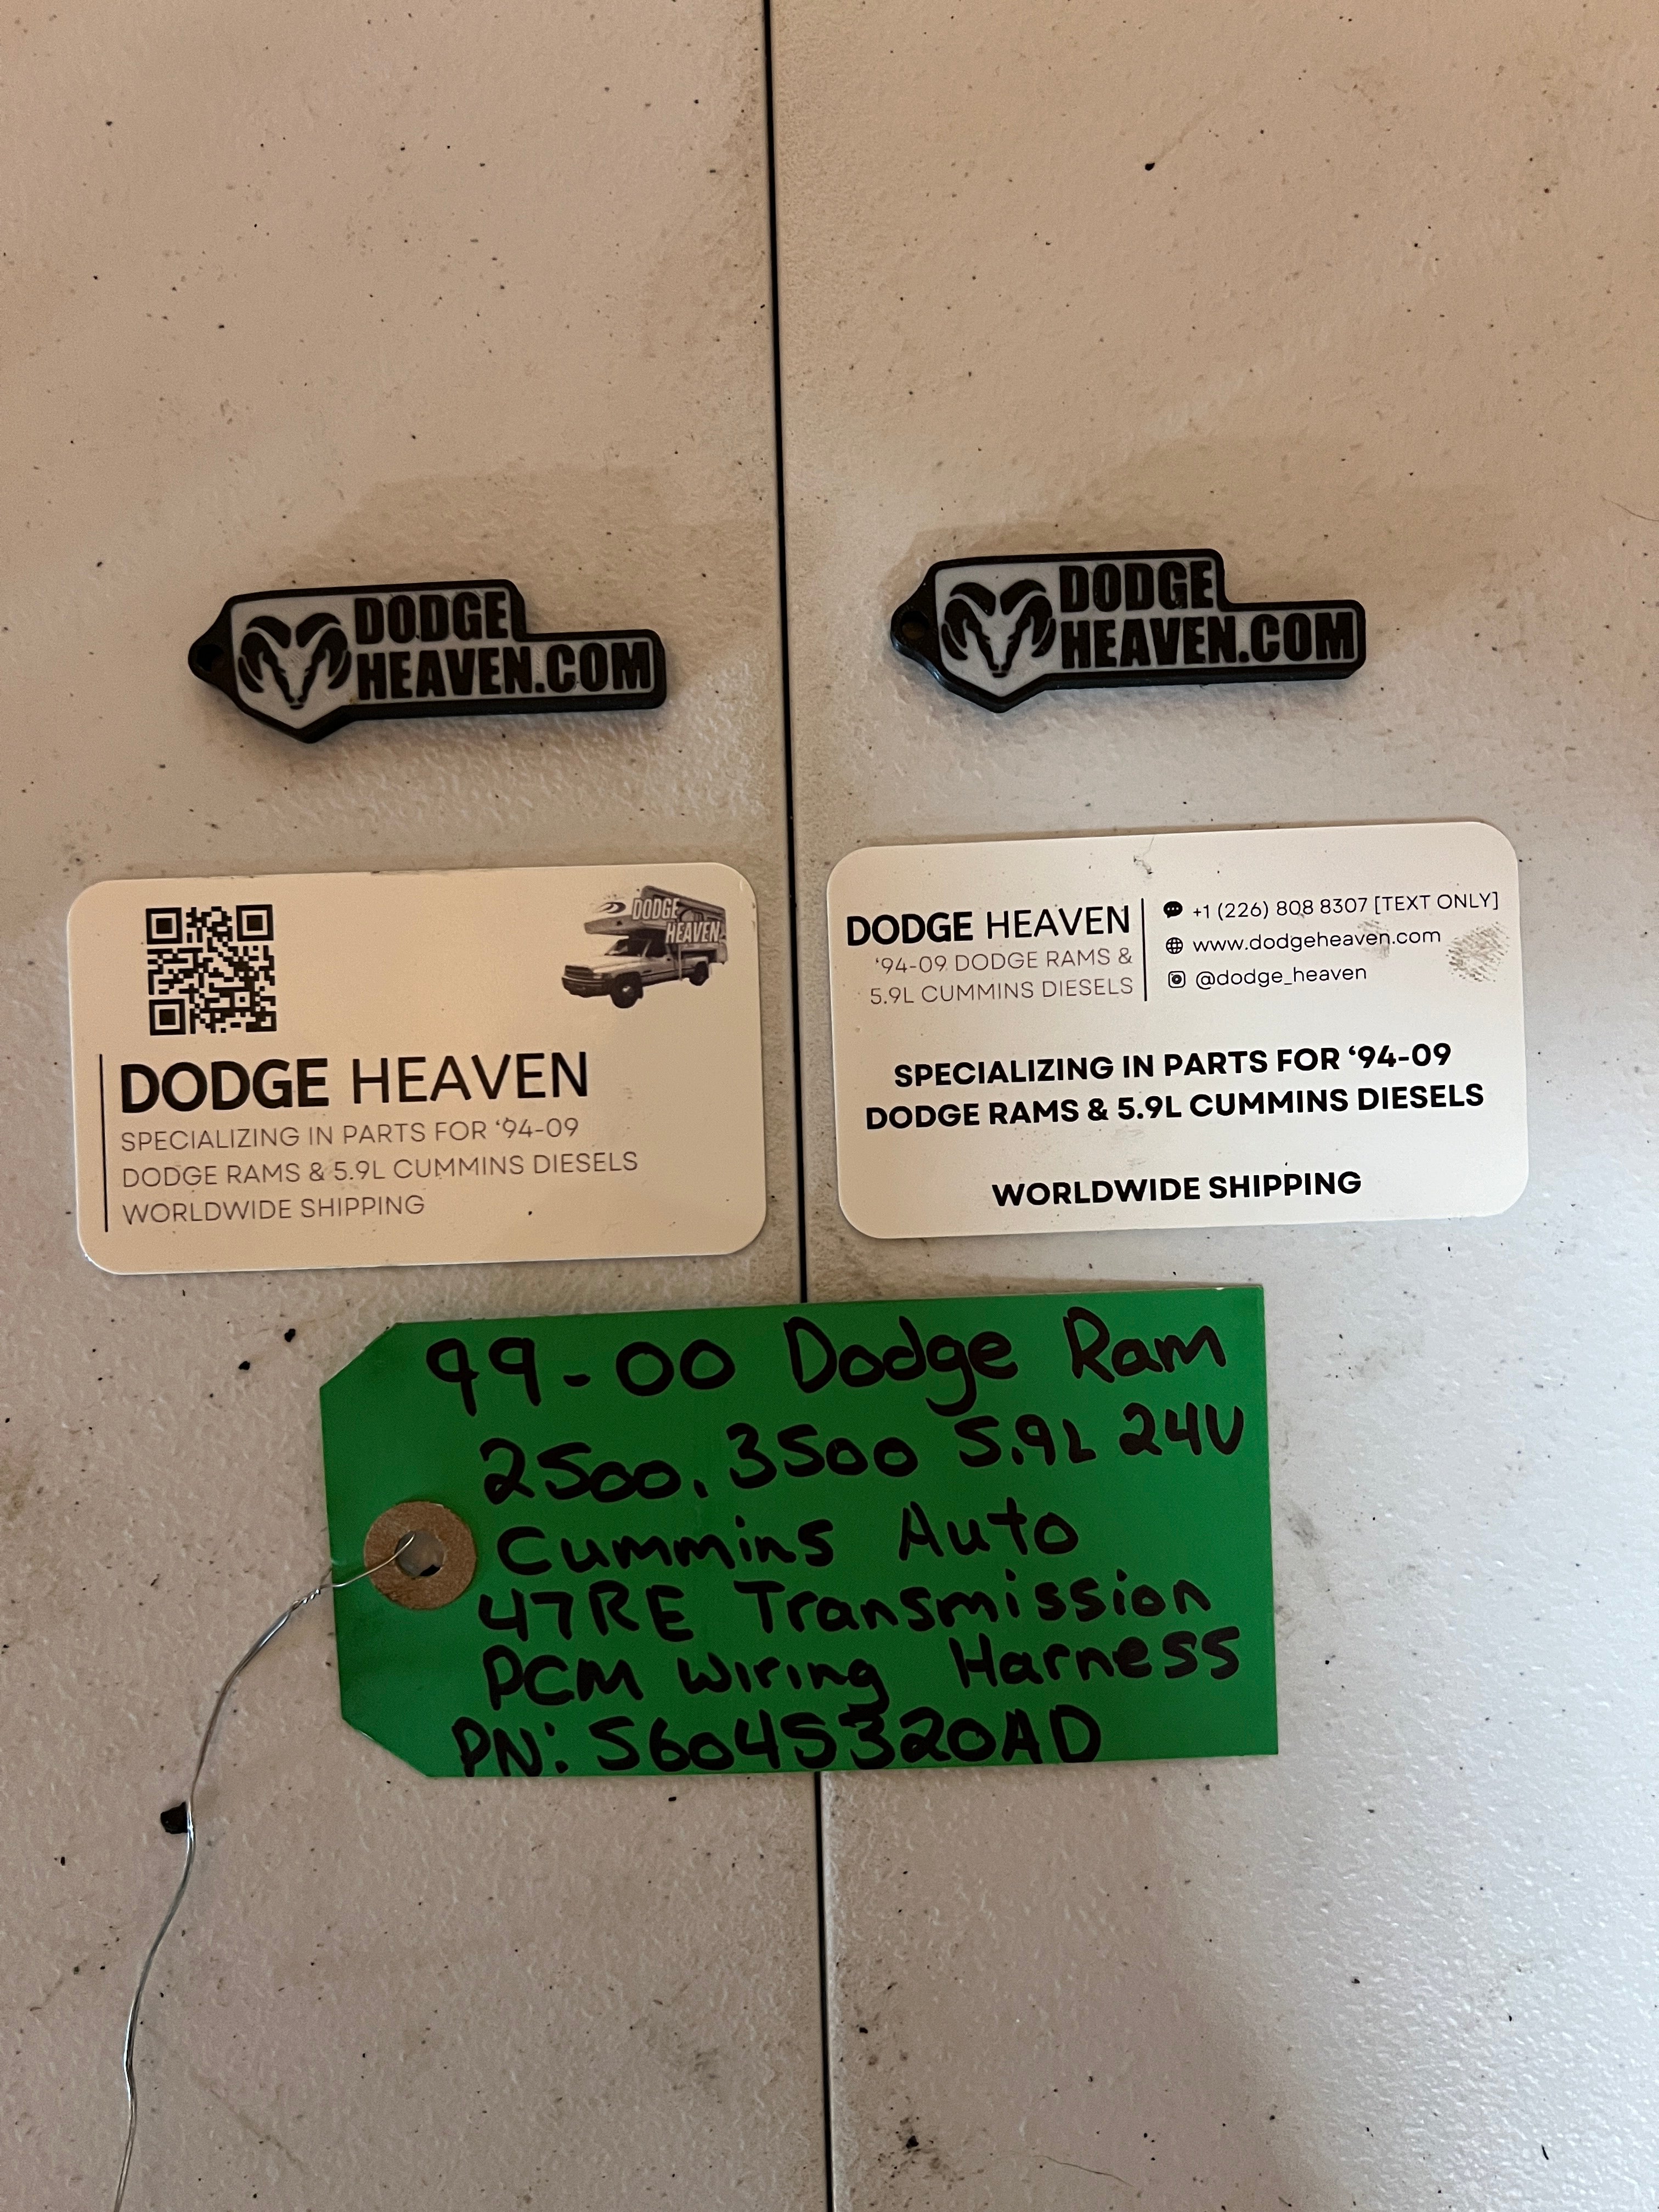 DODGE
HEAVEN.COM
DODGE
HEAVEN.COM
DODGE
HEAVEN
DODGE HEAVEN
SPECIALIZING IN PARTS FOR ‘94-09
DODGE RAMS & 5.9L CUMMINS DIESELS
WORLDWIDE SHIPPING
DODGE HEAVEN
‘94-09 DODGE RAMS &
5.9L CUMMINS DIESELS
+1 (226) 808 8307 [TEXT ONLY]
www.dodgeheaven.com
@dodge_heaven
SPECIALIZING IN PARTS FOR ‘94-09
DODGE RAMS & 5.9L CUMMINS DIESELS
WORLDWIDE SHIPPING
99-00 Dodge Ram
2500, 3500 5.9L 24V
Cummins Auto
47RE Transmission
PCM Wiring Harness
PN: 56045320AD